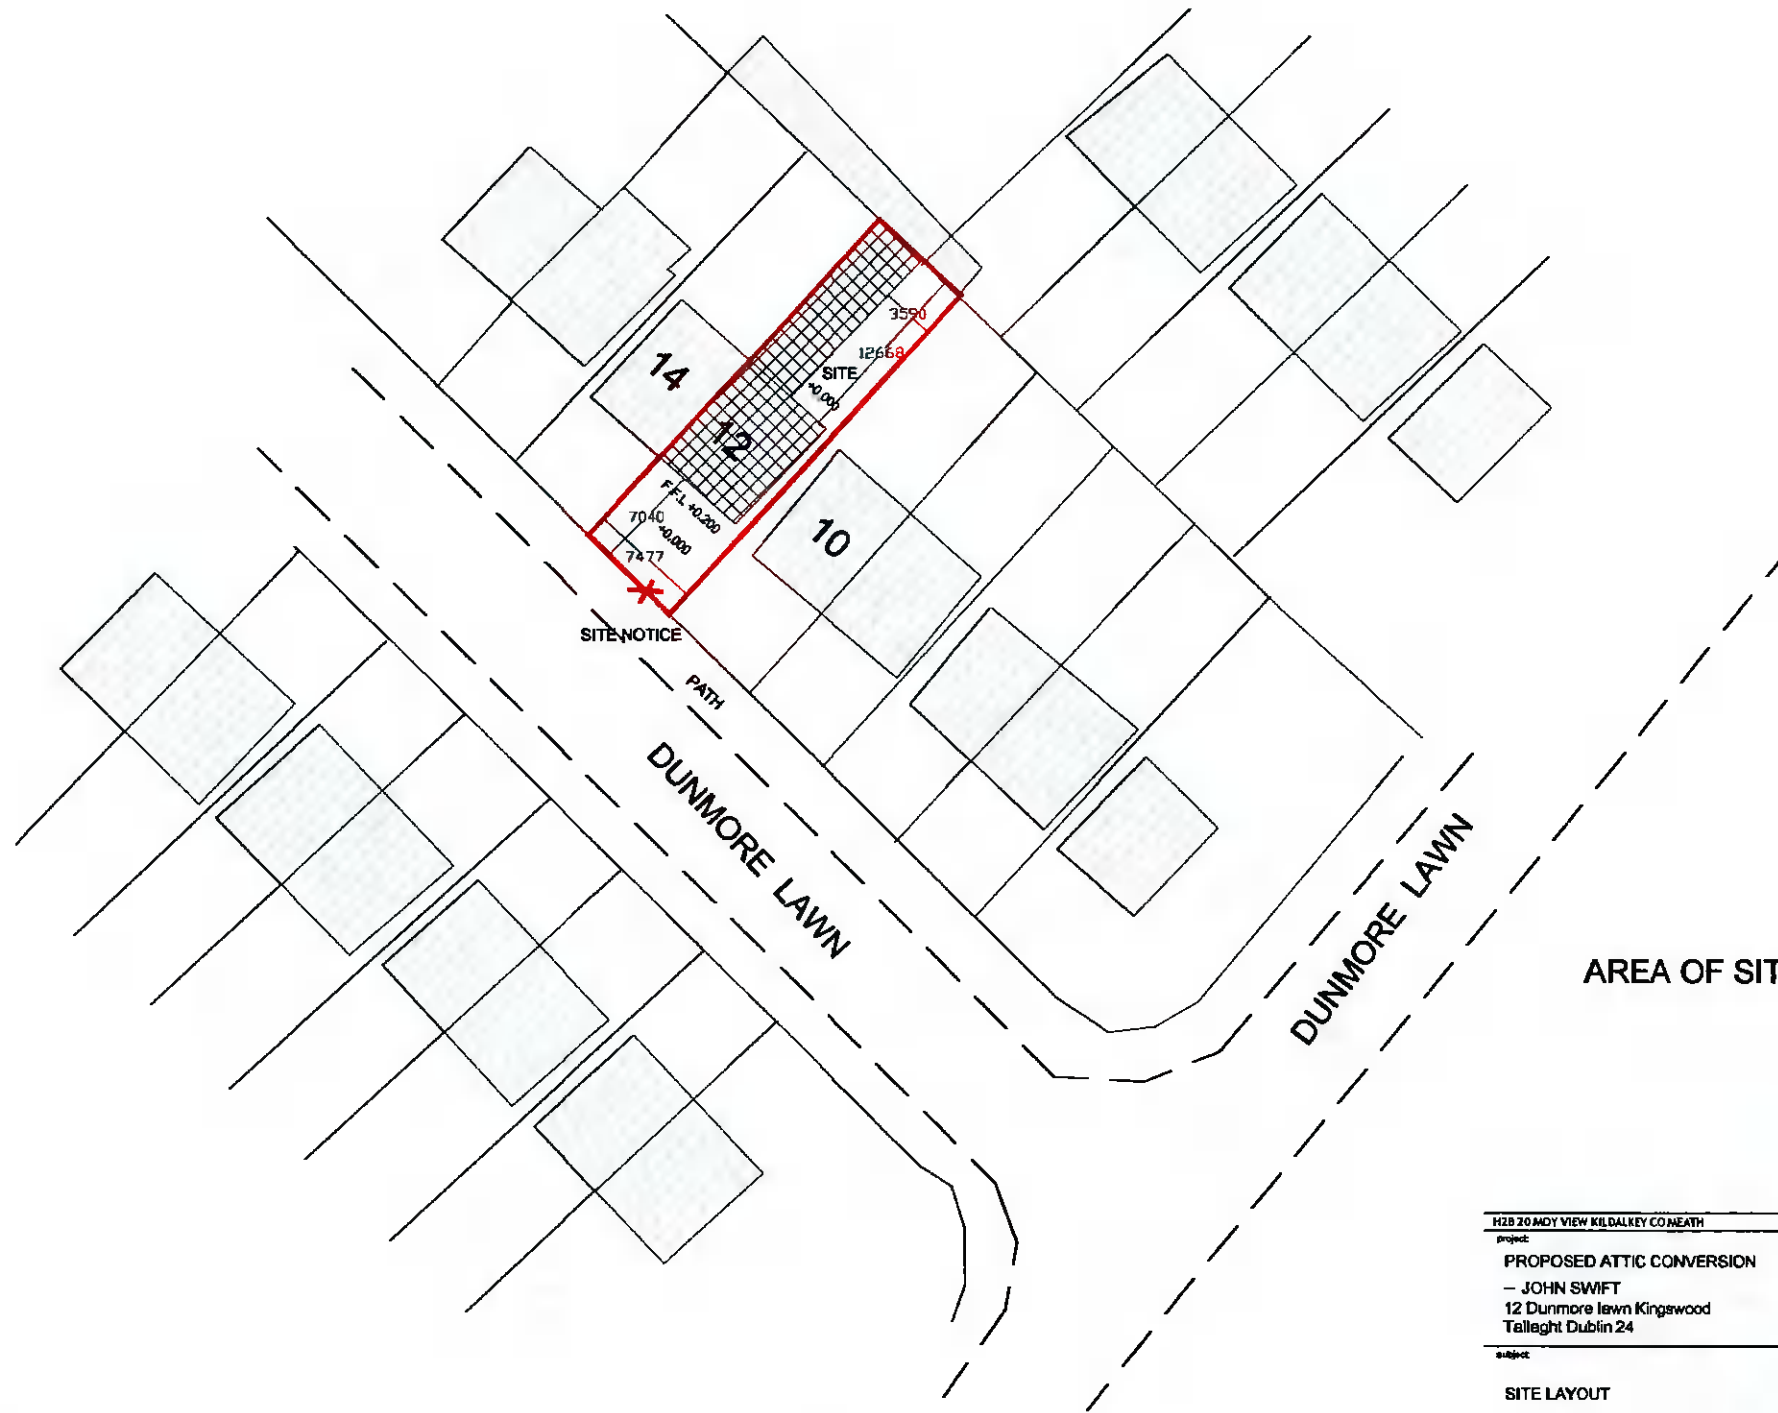 3590
12668
SITE
+0.000
14
12
F.F.L +0.200
7040
+0.000
7477
10
SITE NOTICE
PATH
DUNMORE LAWN
DUNMORE LAWN
AREA OF SIT
H2B 20 MOY VIEW KILDALKEY CO MEATH
project:
PROPOSED ATTIC CONVERSION
– JOHN SWIFT
12 Dunmore lawn Kingswood
Tallaght Dublin 24
subject:
SITE LAYOUT